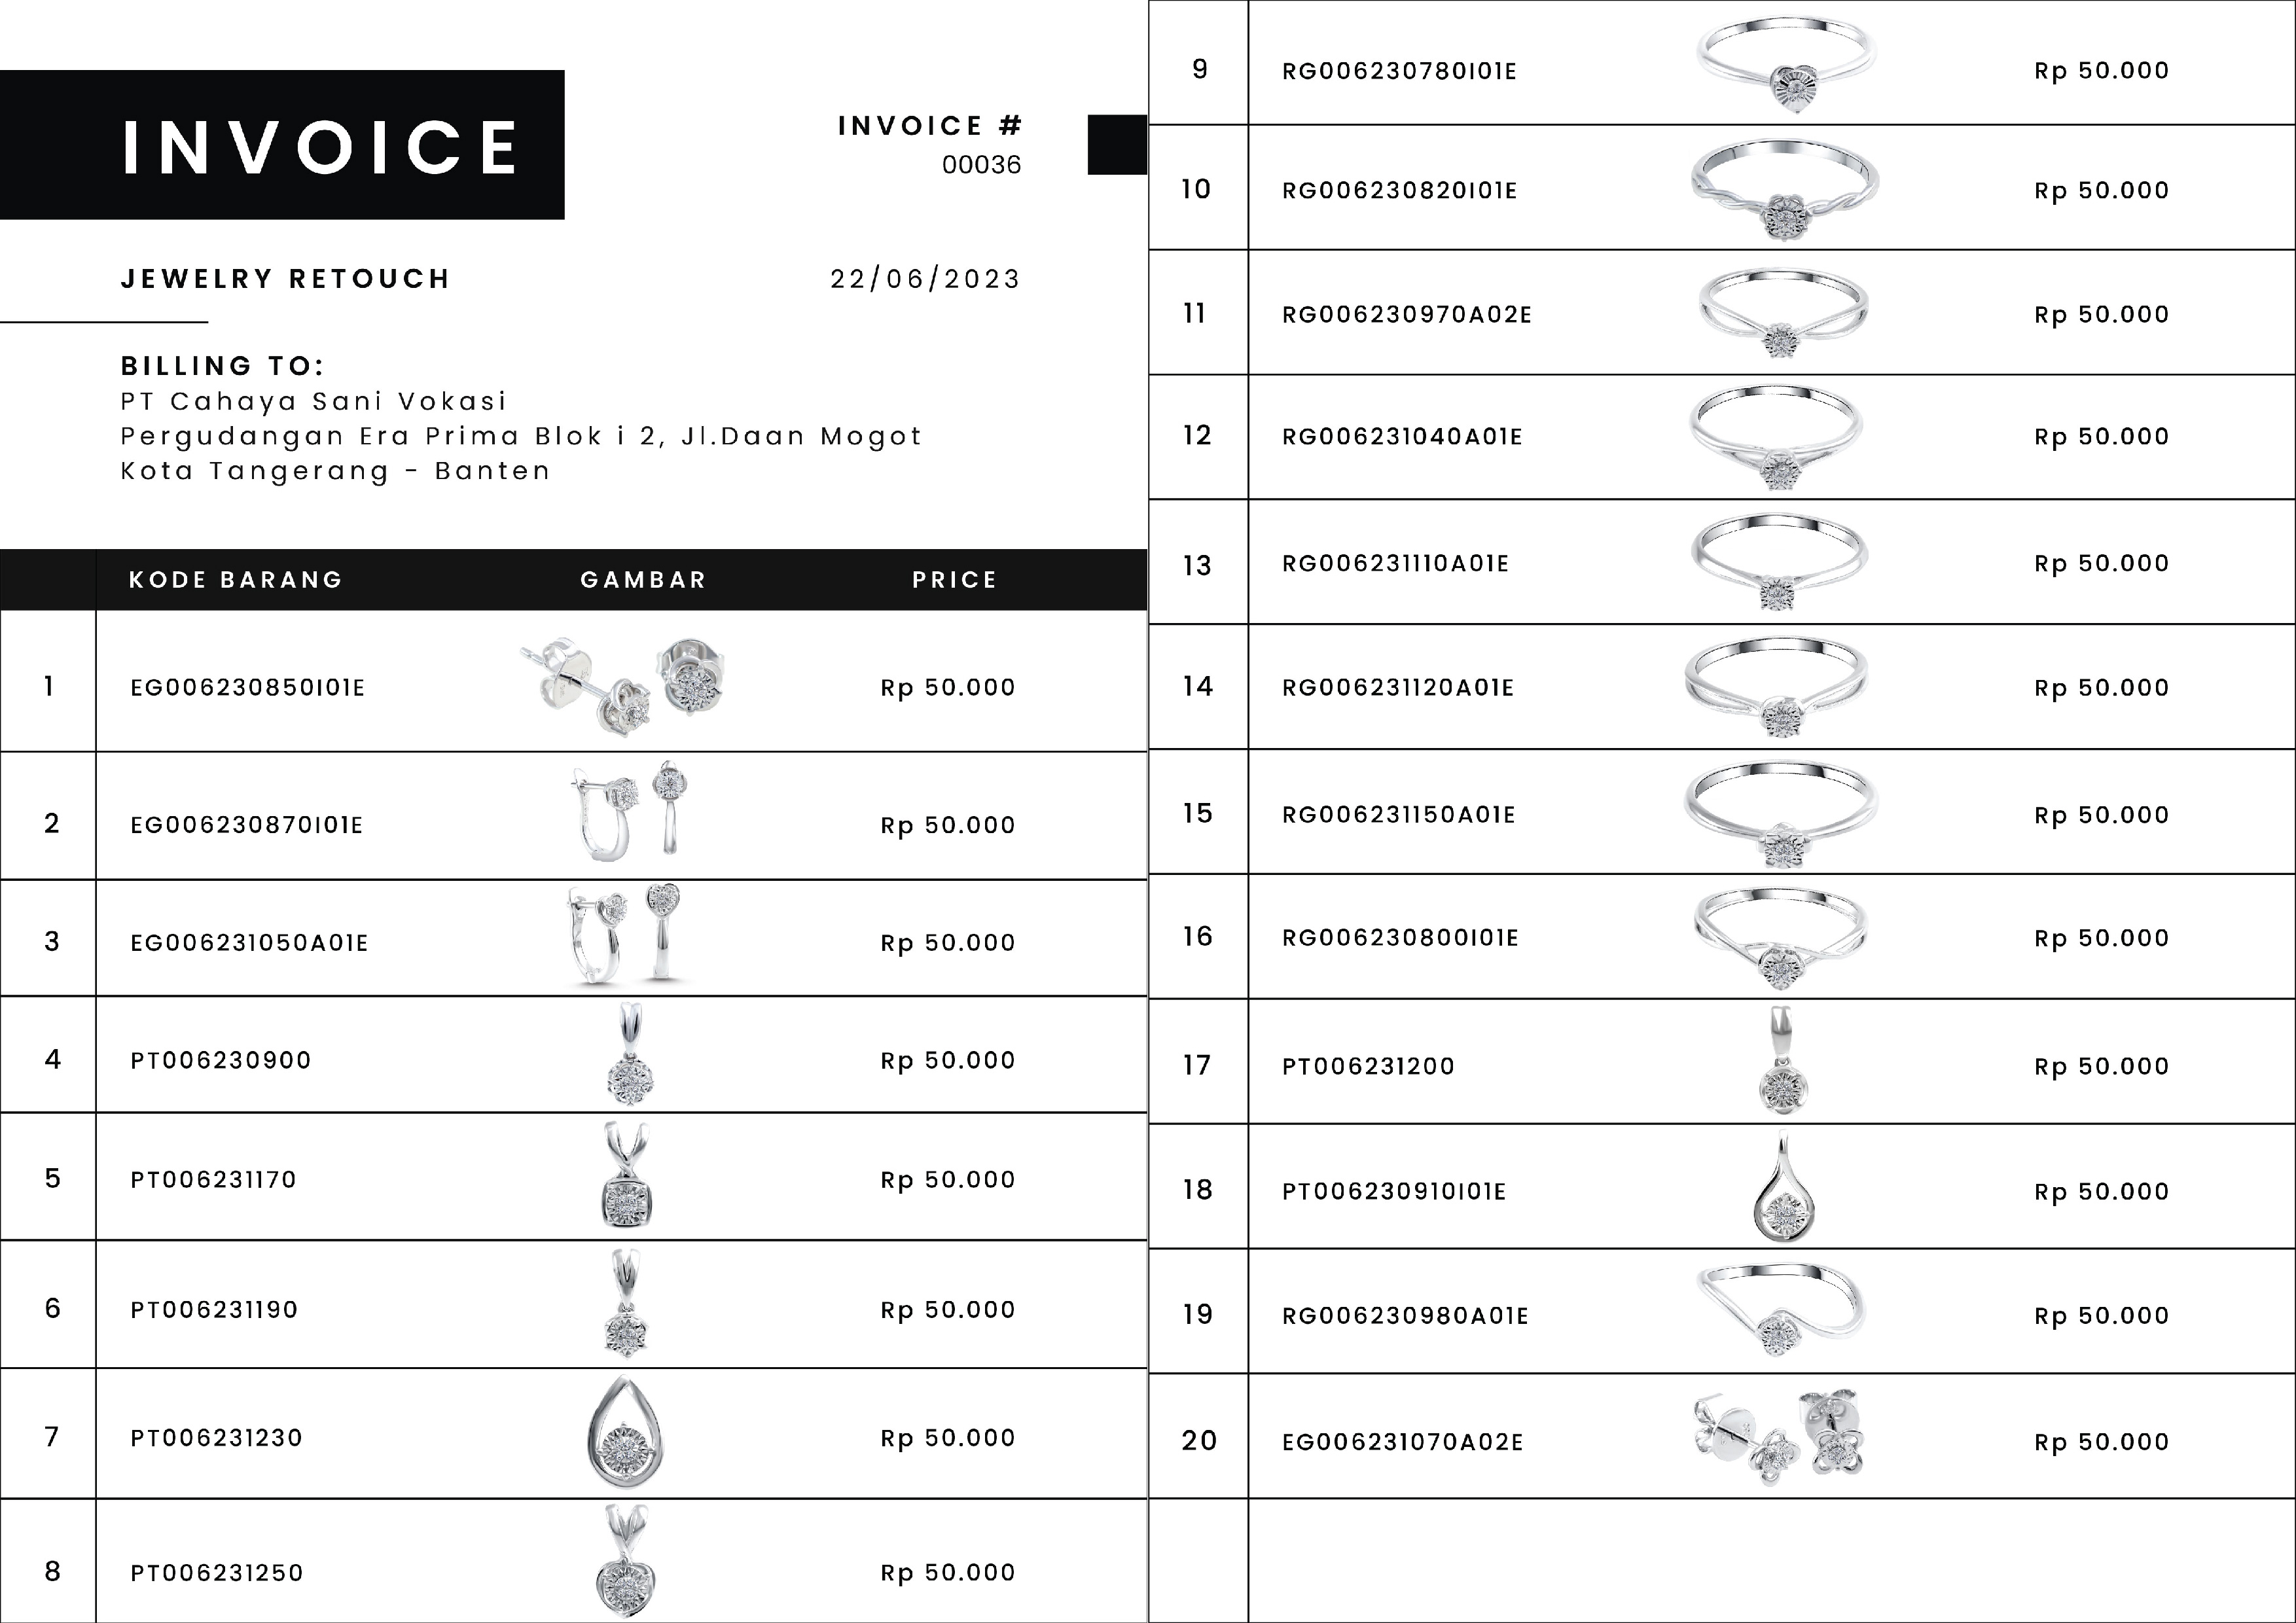 INVOICE
INVOICE #
00036
JEWELRY RETOUCH
22/06/2023
BILLING TO:
PT Cahaya Sani Vokasi
Pergudangan Era Prima Blok i 2, Jl.Daan Mogot
Kota Tangerang - Banten
KODE BARANG GAMBAR PRICE
1 EG006230850I01E Rp 50.000
2 EG006230870I01E Rp 50.000
3 EG006231050A01E Rp 50.000
4 PT006230900 Rp 50.000
5 PT006231170 Rp 50.000
6 PT006231190 Rp 50.000
7 PT006231230 Rp 50.000
8 PT006231250 Rp 50.000
9 RG006230780I01E Rp 50.000
10 RG006230820I01E Rp 50.000
11 RG006230970A02E Rp 50.000
12 RG006231040A01E Rp 50.000
13 RG006231110A01E Rp 50.000
14 RG006231120A01E Rp 50.000
15 RG006231150A01E Rp 50.000
16 RG006230800I01E Rp 50.000
17 PT006231200 Rp 50.000
18 PT006230910I01E Rp 50.000
19 RG006230980A01E Rp 50.000
20 EG006231070A02E Rp 50.000